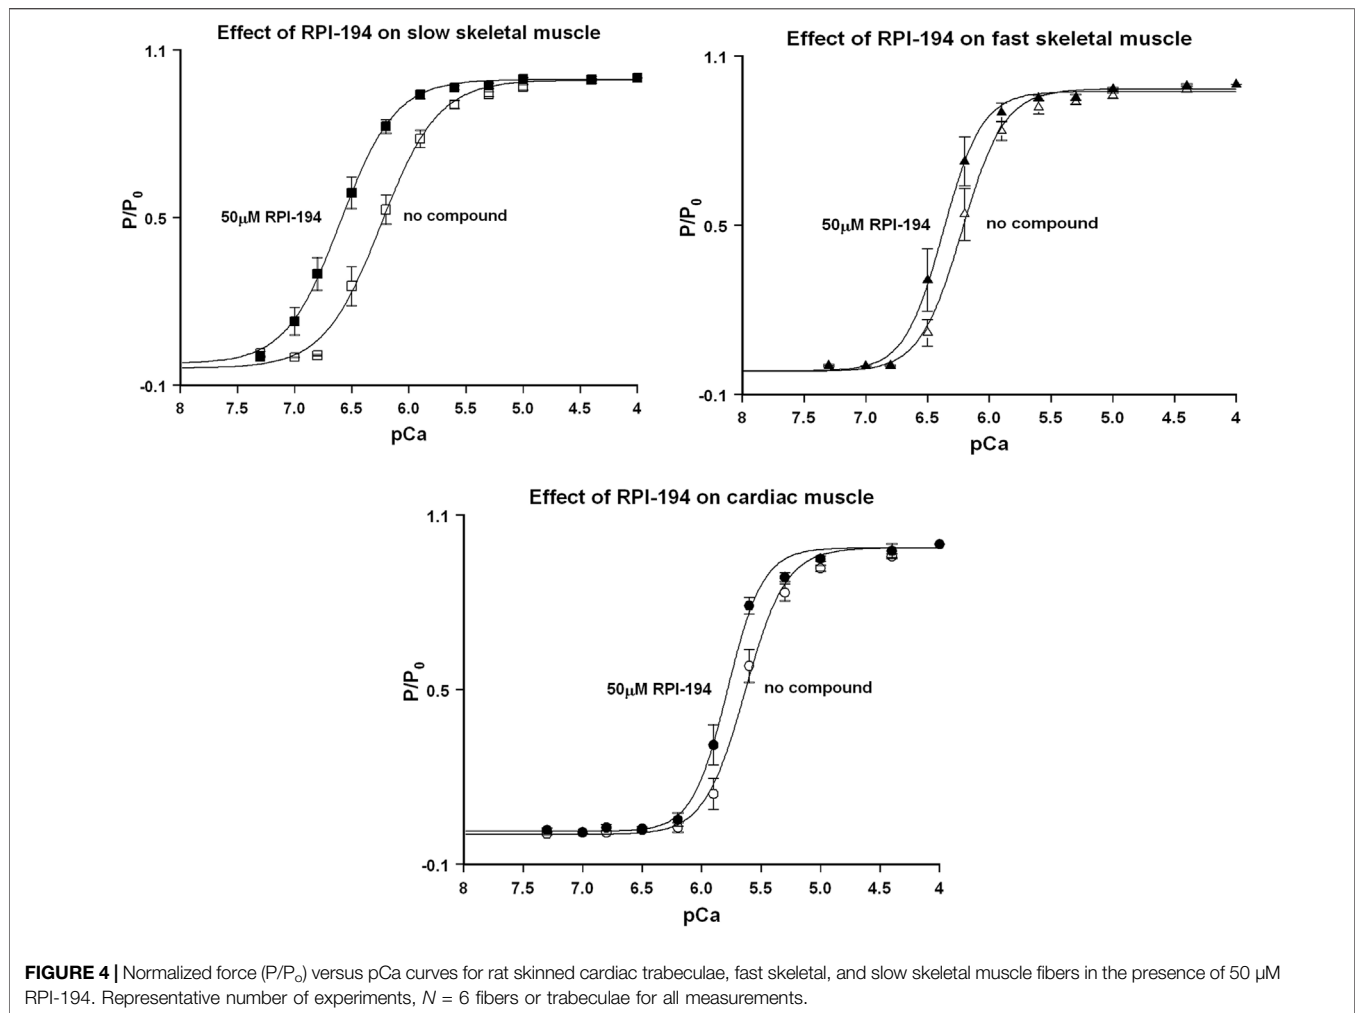 Effect of RPI-194 on slow skeletal muscle
1.1
0.5
-0.1
P/P0
50μM RPI-194
no compound
8 7.5 7.0 6.5 6.0 5.5 5.0 4.5 4
pCa
Effect of RPI-194 on fast skeletal muscle
1.1
0.5
-0.1
P/P0
50μM RPI-194
no compound
8 7.5 7.0 6.5 6.0 5.5 5.0 4.5 4
pCa
Effect of RPI-194 on cardiac muscle
1.1
0.5
-0.1
P/P0
50μM RPI-194
no compound
8 7.5 7.0 6.5 6.0 5.5 5.0 4.5 4
pCa
FIGURE 4 | Normalized force (P/Po) versus pCa curves for rat skinned cardiac trabeculae, fast skeletal, and slow skeletal muscle fibers in the presence of 50 μM
RPI-194. Representative number of experiments, N = 6 fibers or trabeculae for all measurements.